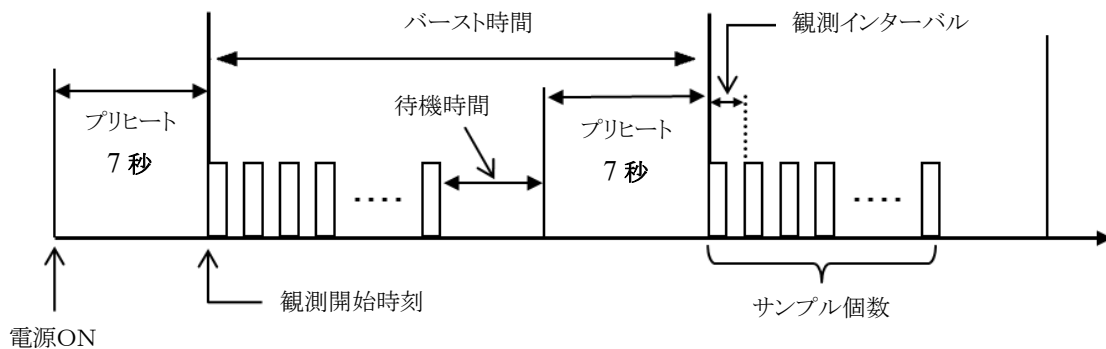 バースト時間
観測インターバル
待機時間
プリヒート
7 秒
プリヒート
7 秒
‥‥
‥‥
観測開始時刻
サンプル個数
電源ON